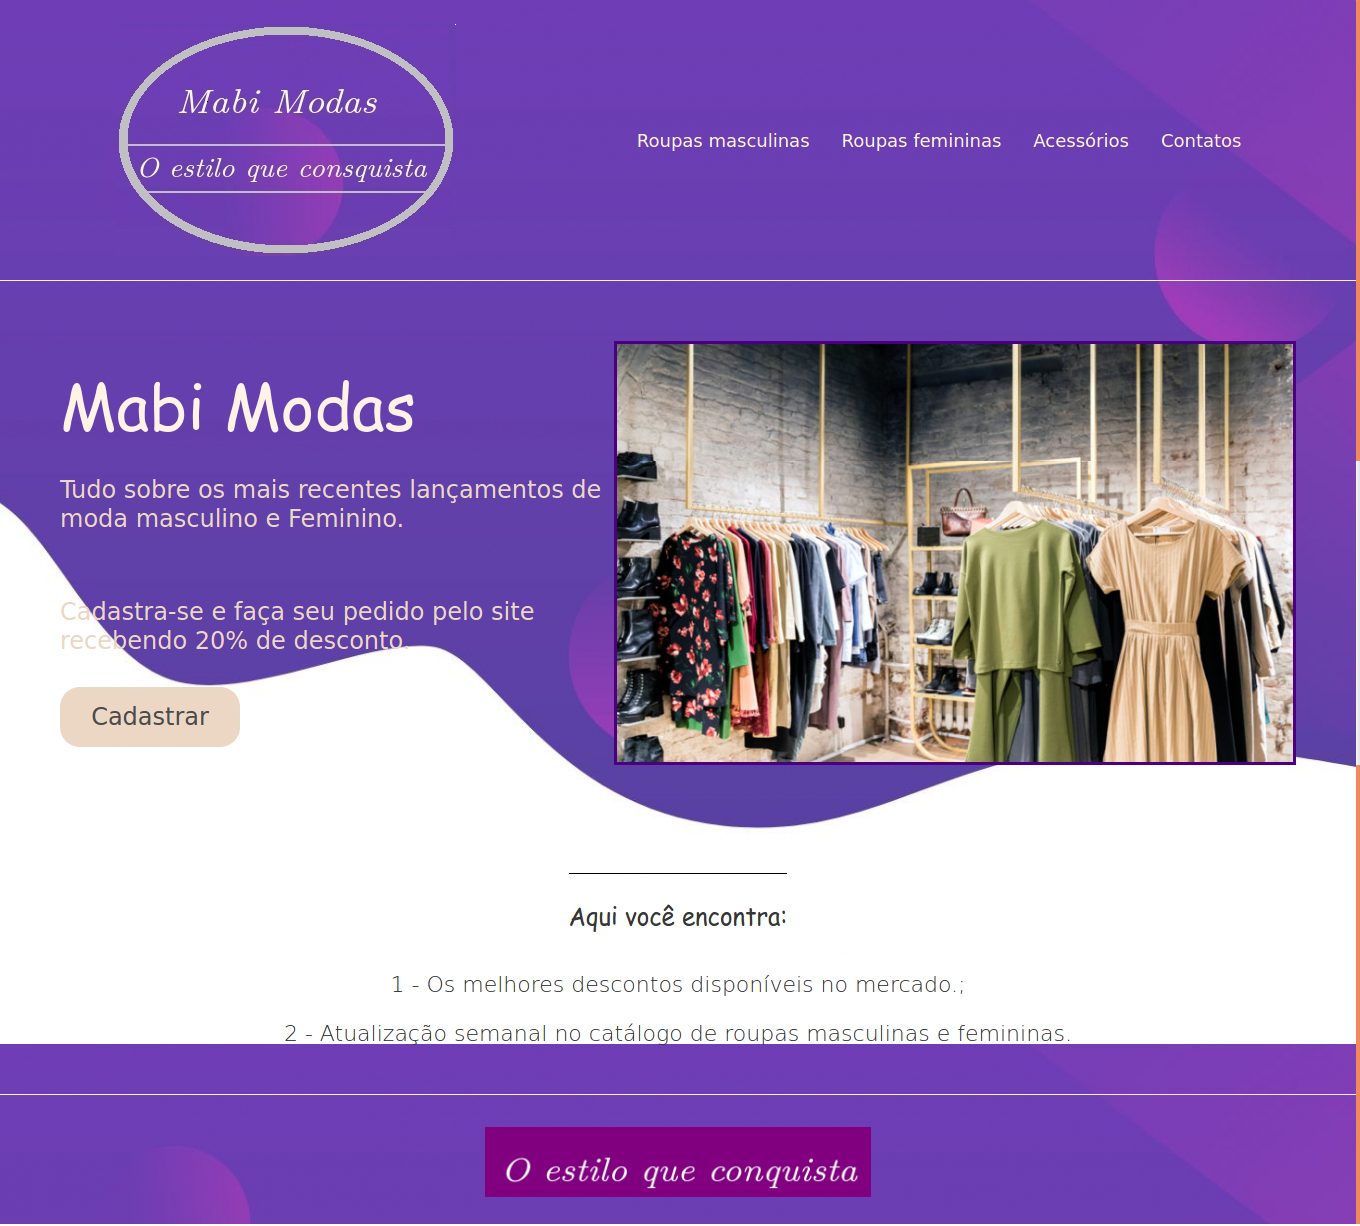 Mabi Modas
O estilo que consquista
Roupas masculinas Roupas femininas Acessórios Contatos
Mabi Modas
Tudo sobre os mais recentes lançamentos de
moda masculino e Feminino.
Cadastra-se e faça seu pedido pelo site
recebendo 20% de desconto.
Cadastrar
Aqui você encontra:
1 - Os melhores descontos disponíveis no mercado.;
2 - Atualização semanal no catálogo de roupas masculinas e femininas.
O estilo que conquista